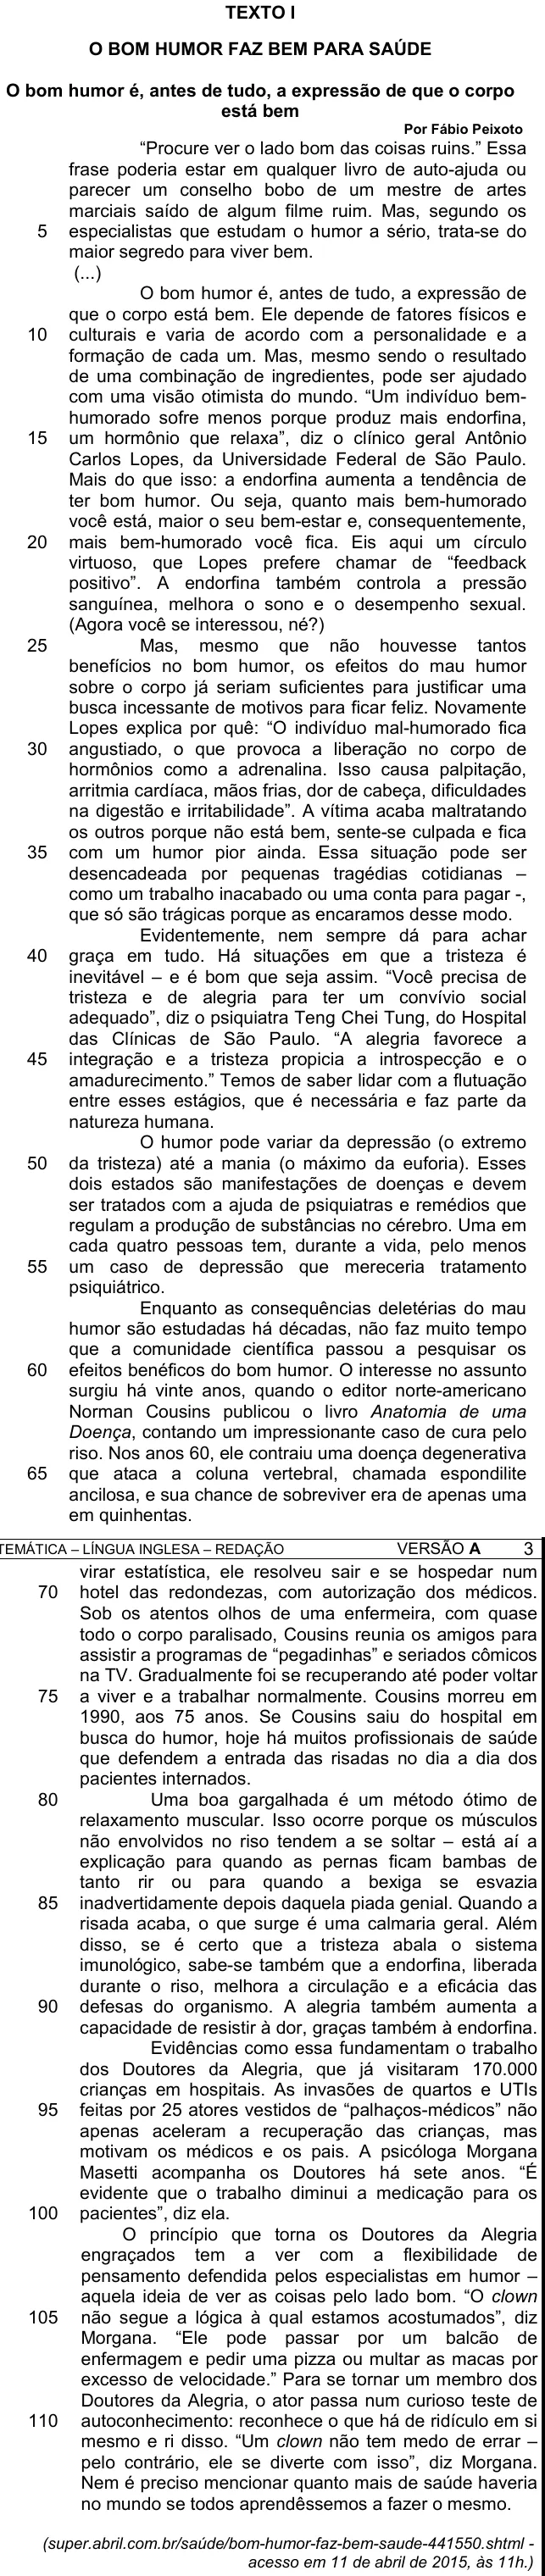 TEXTO I
O BOM HUMOR FAZ BEM PARA SAÚDE
O bom humor é, antes de tudo, a expressão de que o corpo
está bem
Por Fábio Peixoto
“Procure ver o lado bom das coisas ruins.” Essa
frase poderia estar em qualquer livro de auto-ajuda ou
parecer um conselho bobo de um mestre de artes
marciais saído de algum filme ruim. Mas, segundo os
5 especialistas que estudam o humor a sério, trata-se do
maior segredo para viver bem.
(...)
O bom humor é, antes de tudo, a expressão de
que o corpo está bem. Ele depende de fatores físicos e
10 culturais e varia de acordo com a personalidade e a
formação de cada um. Mas, mesmo sendo o resultado
de uma combinação de ingredientes, pode ser ajudado
com uma visão otimista do mundo. “Um indivíduo bem-
humorado sofre menos porque produz mais endorfina,
15 um hormônio que relaxa”, diz o clínico geral Antônio
Carlos Lopes, da Universidade Federal de São Paulo.
Mais do que isso: a endorfina aumenta a tendência de
ter bom humor. Ou seja, quanto mais bem-humorado
você está, maior o seu bem-estar e, consequentemente,
20 mais bem-humorado você fica. Eis aqui um círculo
virtuoso, que Lopes prefere chamar de “feedback
positivo”. A endorfina também controla a pressão
sanguínea, melhora o sono e o desempenho sexual.
(Agora você se interessou, né?)
25 Mas, mesmo que não houvesse tantos
benefícios no bom humor, os efeitos do mau humor
sobre o corpo já seriam suficientes para justificar uma
busca incessante de motivos para ficar feliz. Novamente
Lopes explica por quê: “O indivíduo mal-humorado fica
30 angustiado, o que provoca a liberação no corpo de
hormônios como a adrenalina. Isso causa palpitação,
arritmia cardíaca, mãos frias, dor de cabeça, dificuldades
na digestão e irritabilidade”. A vítima acaba maltratando
os outros porque não está bem, sente-se culpada e fica
35 com um humor pior ainda. Essa situação pode ser
desencadeada por pequenas tragédias cotidianas –
como um trabalho inacabado ou uma conta para pagar -,
que só são trágicas porque as encaramos desse modo.
Evidentemente, nem sempre dá para achar
40 graça em tudo. Há situações em que a tristeza é
inevitável – e é bom que seja assim. “Você precisa de
tristeza e de alegria para ter um convívio social
adequado”, diz o psiquiatra Teng Chei Tung, do Hospital
das Clínicas de São Paulo. “A alegria favorece a
45 integração e a tristeza propicia a introspecção e o
amadurecimento.” Temos de saber lidar com a flutuação
entre esses estágios, que é necessária e faz parte da
natureza humana.
O humor pode variar da depressão (o extremo
50 da tristeza) até a mania (o máximo da euforia). Esses
dois estados são manifestações de doenças e devem
ser tratados com a ajuda de psiquiatras e remédios que
regulam a produção de substâncias no cérebro. Uma em
cada quatro pessoas tem, durante a vida, pelo menos
55 um caso de depressão que mereceria tratamento
psiquiátrico.
Enquanto as consequências deletérias do mau
humor são estudadas há décadas, não faz muito tempo
que a comunidade científica passou a pesquisar os
60 efeitos benéficos do bom humor. O interesse no assunto
surgiu há vinte anos, quando o editor norte-americano
Norman Cousins publicou o livro Anatomia de uma
Doença, contando um impressionante caso de cura pelo
riso. Nos anos 60, ele contraiu uma doença degenerativa
65 que ataca a coluna vertebral, chamada espondilite
ancilosa, e sua chance de sobreviver era de apenas uma
em quinhentas.
TEMÁTICA – LÍNGUA INGLESA – REDAÇÃO VERSÃO A 3
virar estatística, ele resolveu sair e se hospedar num
70 hotel das redondezas, com autorização dos médicos.
Sob os atentos olhos de uma enfermeira, com quase
todo o corpo paralisado, Cousins reunia os amigos para
assistir a programas de “pegadinhas” e seriados cômicos
na TV. Gradualmente foi se recuperando até poder voltar
75 a viver e a trabalhar normalmente. Cousins morreu em
1990, aos 75 anos. Se Cousins saiu do hospital em
busca do humor, hoje há muitos profissionais de saúde
que defendem a entrada das risadas no dia a dia dos
pacientes internados.
80 Uma boa gargalhada é um método ótimo de
relaxamento muscular. Isso ocorre porque os músculos
não envolvidos no riso tendem a se soltar – está aí a
explicação para quando as pernas ficam bambas de
tanto rir ou para quando a bexiga se esvazia
85 inadvertidamente depois daquela piada genial. Quando a
risada acaba, o que surge é uma calmaria geral. Além
disso, se é certo que a tristeza abala o sistema
imunológico, sabe-se também que a endorfina, liberada
durante o riso, melhora a circulação e a eficácia das
90 defesas do organismo. A alegria também aumenta a
capacidade de resistir à dor, graças também à endorfina.
Evidências como essa fundamentam o trabalho
dos Doutores da Alegria, que já visitaram 170.000
crianças em hospitais. As invasões de quartos e UTIs
95 feitas por 25 atores vestidos de “palhaços-médicos” não
apenas aceleram a recuperação das crianças, mas
motivam os médicos e os pais. A psicóloga Morgana
Masetti acompanha os Doutores há sete anos. “É
evidente que o trabalho diminui a medicação para os
100 pacientes”, diz ela.
O princípio que torna os Doutores da Alegria
engraçados tem a ver com a flexibilidade de
pensamento defendida pelos especialistas em humor –
aquela ideia de ver as coisas pelo lado bom. “O clown
105 não segue a lógica à qual estamos acostumados”, diz
Morgana. “Ele pode passar por um balcão de
enfermagem e pedir uma pizza ou multar as macas por
excesso de velocidade.” Para se tornar um membro dos
Doutores da Alegria, o ator passa num curioso teste de
110 autoconhecimento: reconhece o que há de ridículo em si
mesmo e ri disso. “Um clown não tem medo de errar –
pelo contrário, ele se diverte com isso”, diz Morgana.
Nem é preciso mencionar quanto mais de saúde haveria
no mundo se todos aprendêssemos a fazer o mesmo.
(super.abril.com.br/saúde/bom-humor-faz-bem-saude-441550.shtml -
acesso em 11 de abril de 2015, às 11h.)